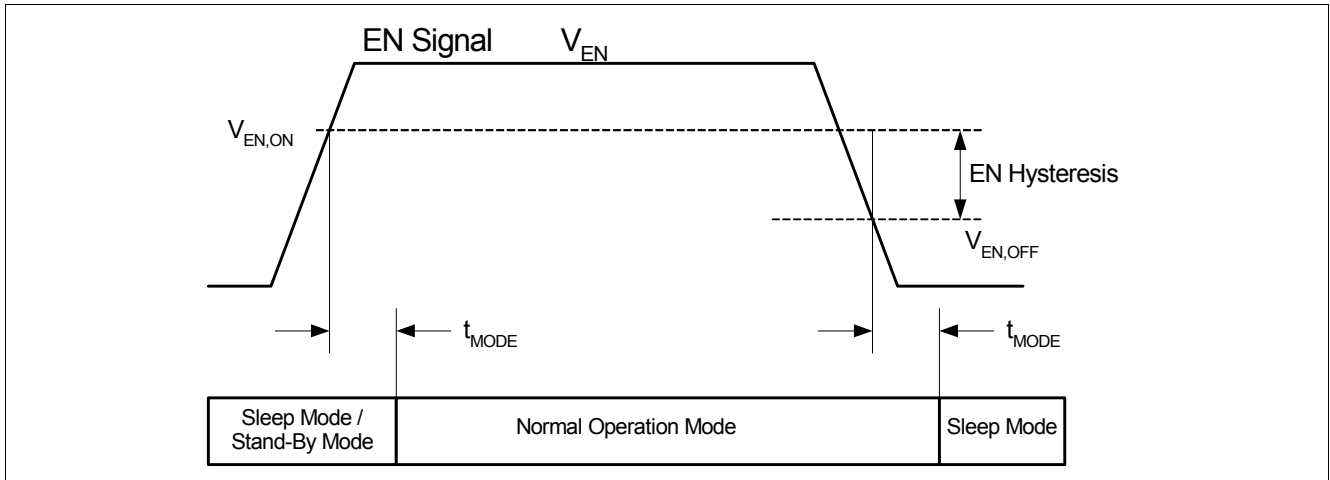 EN Signal V_EN
V_EN,ON
EN Hysteresis
V_EN,OFF
t_MODE
t_MODE
Sleep Mode /
Stand-By Mode
Normal Operation Mode
Sleep Mode